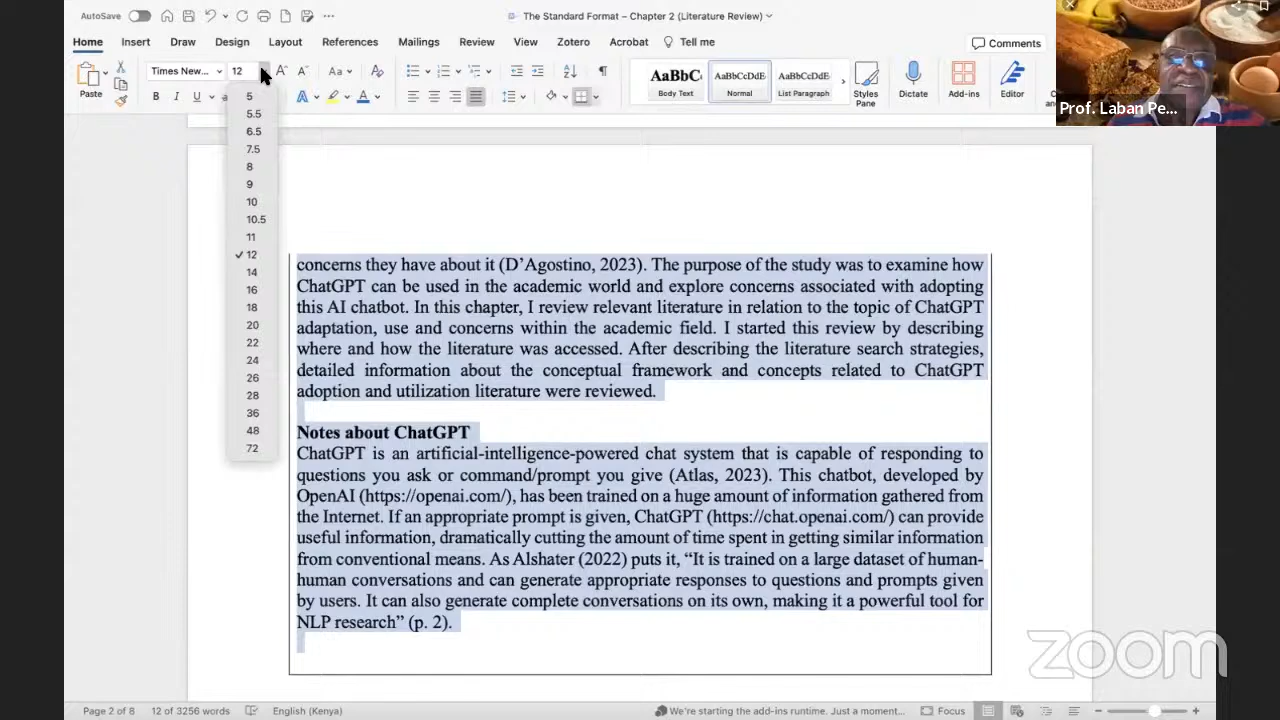 AutoSave
The Standard Format – Chapter 2 (Literature Review)
Home Insert Draw Design Layout References Mailings Review View Zotero Acrobat Tell me
Comments
Paste
Times New... 12
Aa
B I U
AaBbC AaBbCcDdE AaBbCcDdE
Body Text Normal List Paragraph
Styles
Pane
Dictate
Add-ins
Editor
Prof. Laban Pe...
5
5.5
6.5
7.5
8
9
10
10.5
11
12
14
16
18
20
22
24
26
28
36
48
72
concerns they have about it (D’Agostino, 2023). The purpose of the study was to examine how
ChatGPT can be used in the academic world and explore concerns associated with adopting
this AI chatbot. In this chapter, I review relevant literature in relation to the topic of ChatGPT
adaptation, use and concerns within the academic field. I started this review by describing
where and how the literature was accessed. After describing the literature search strategies,
detailed information about the conceptual framework and concepts related to ChatGPT
adoption and utilization literature were reviewed.
Notes about ChatGPT
ChatGPT is an artificial-intelligence-powered chat system that is capable of responding to
questions you ask or command/prompt you give (Atlas, 2023). This chatbot, developed by
OpenAI (https://openai.com/), has been trained on a huge amount of information gathered from
the Internet. If an appropriate prompt is given, ChatGPT (https://chat.openai.com/) can provide
useful information, dramatically cutting the amount of time spent in getting similar information
from conventional means. As Alshater (2022) puts it, “It is trained on a large dataset of human-
human conversations and can generate appropriate responses to questions and prompts given
by users. It can also generate complete conversations on its own, making it a powerful tool for
NLP research” (p. 2).
zoom
Page 2 of 8 12 of 3256 words English (Kenya) We're starting the add-ins runtime. Just a moment... Focus